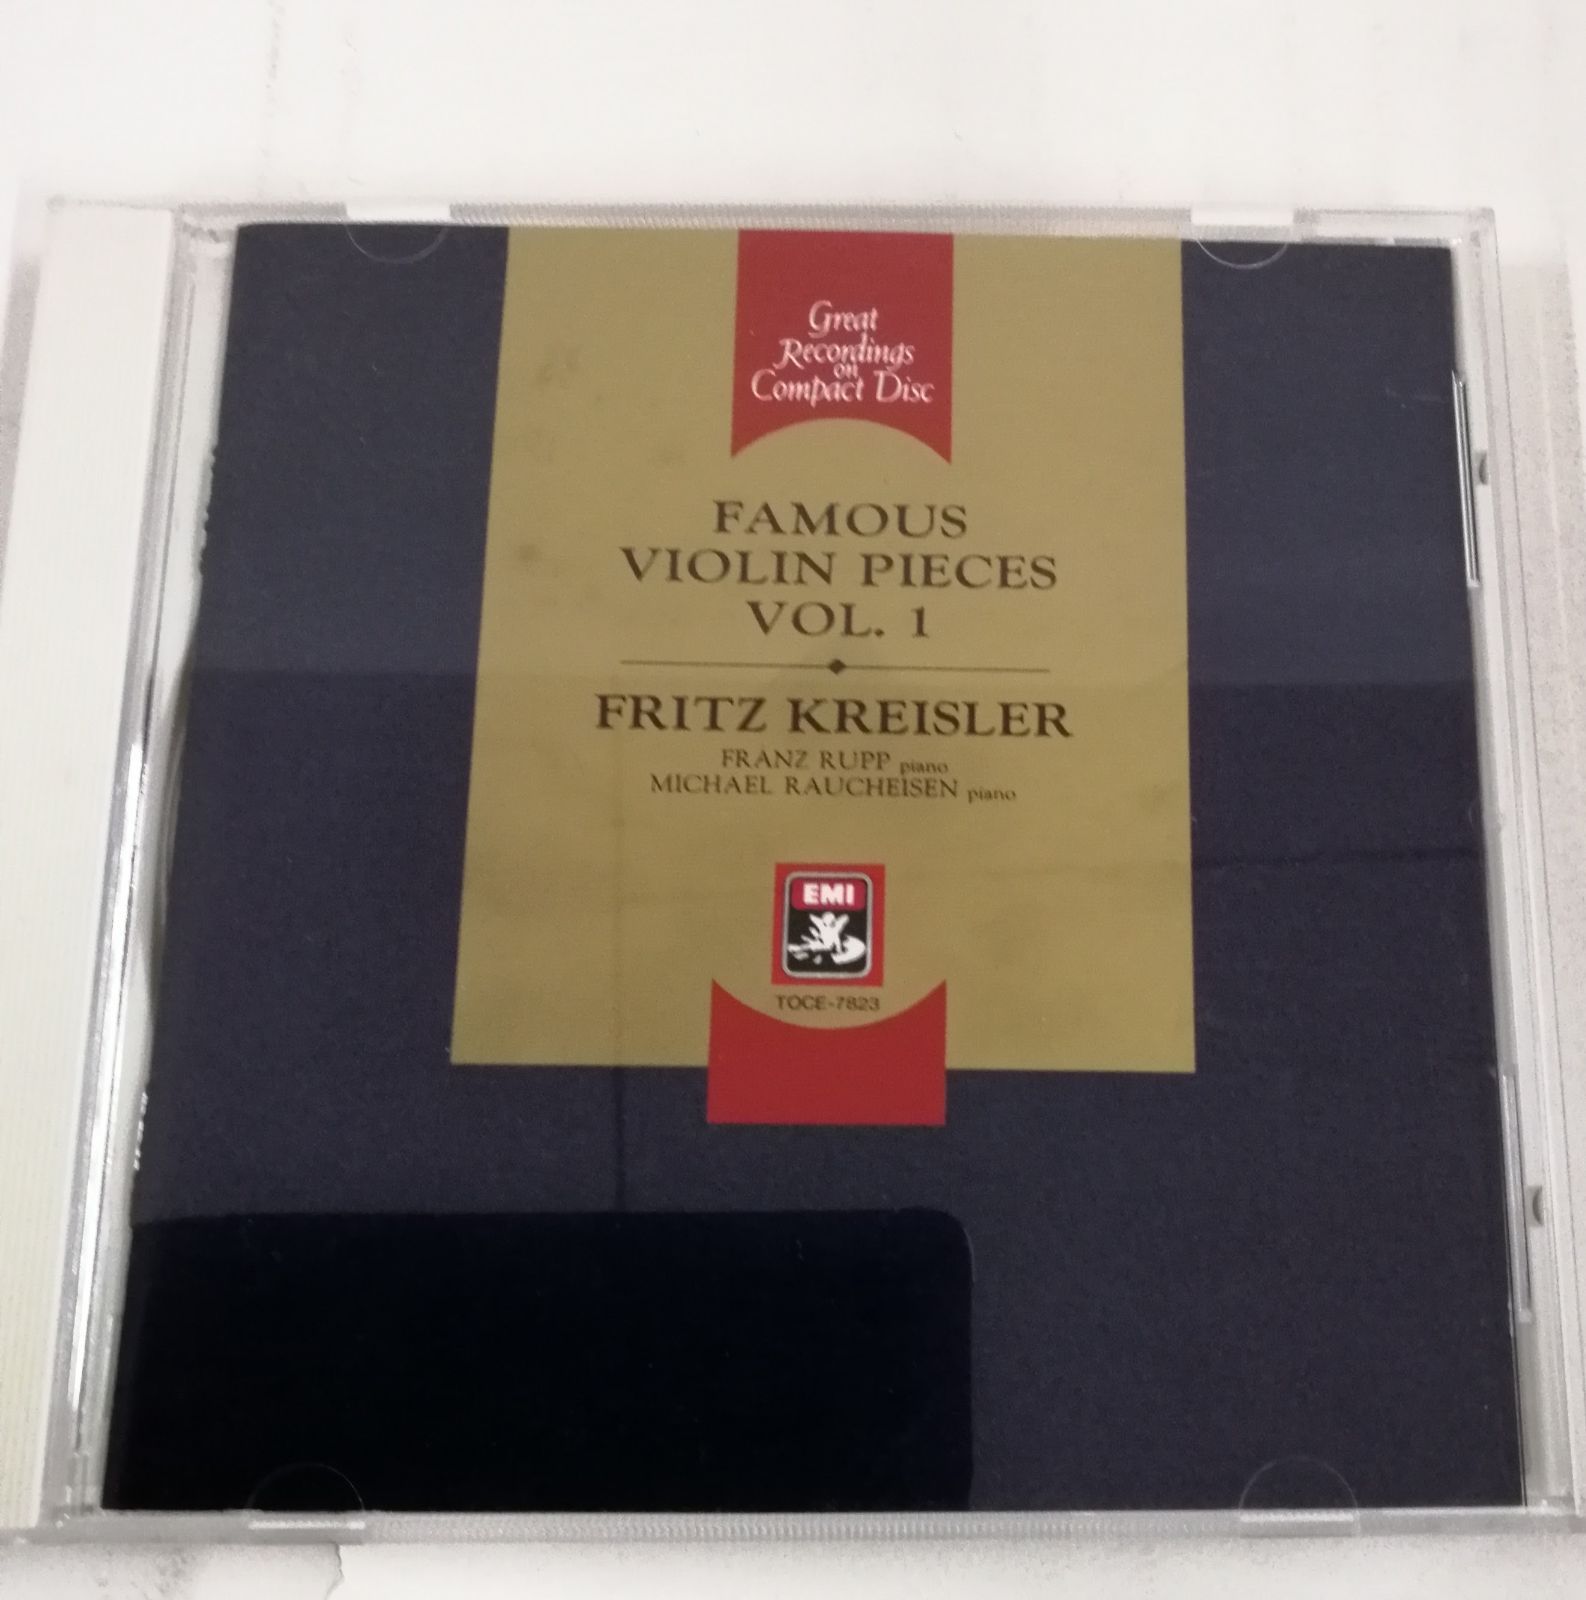 Great
Recordings
on
Compact Disc
FAMOUS
VIOLIN PIECES
VOL. 1
FRITZ KREISLER
FRANZ RUPP piano
MICHAEL RAUCHEISEN piano
EMI
TOCE-7823